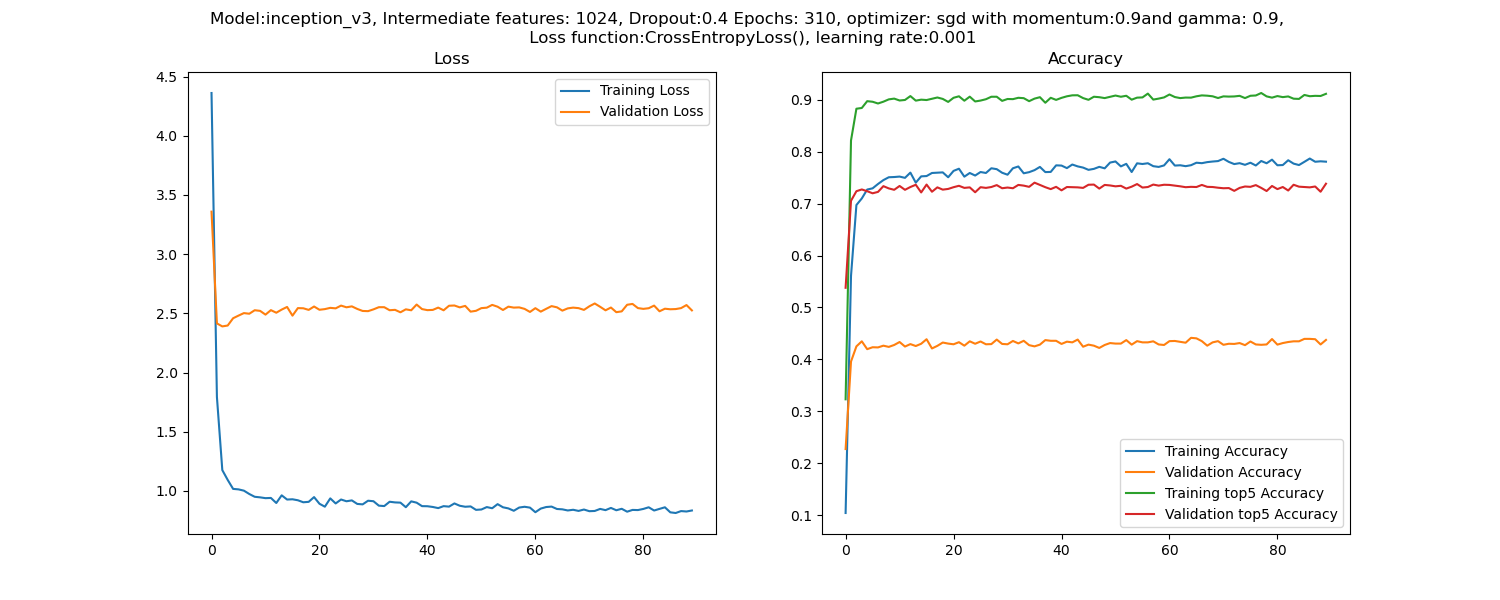 Model:inception_v3, Intermediate features: 1024, Dropout:0.4 Epochs: 310, optimizer: sgd with momentum:0.9and gamma: 0.9,
Loss function:CrossEntropyLoss(), learning rate:0.001
Loss
4.5
4.0
3.5
3.0
2.5
2.0
1.5
1.0
0 20 40 60 80
Training Loss
Validation Loss
Accuracy
0.9
0.8
0.7
0.6
0.5
0.4
0.3
0.2
0.1
0 20 40 60 80
Training Accuracy
Validation Accuracy
Training top5 Accuracy
Validation top5 Accuracy